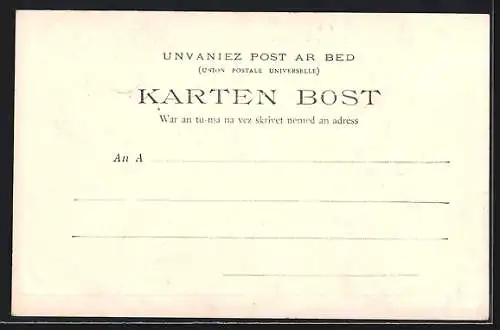 UNVANIEZ POST AR BED
(UNION POSTALE UNIVERSELLE)
KARTEN BOST
War an tu-ma na vez skrivet nemed an adress
An A